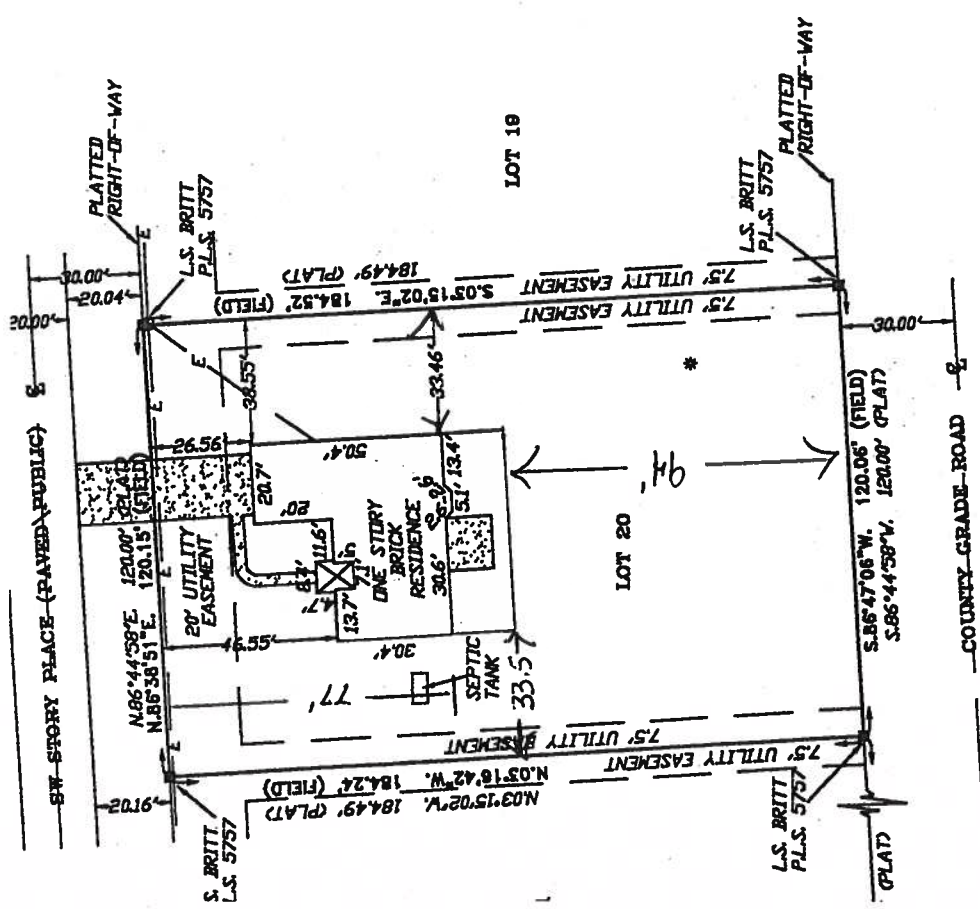 SW STORY PLACE (PAVED\PUBLIC)
20.00'
30.00'
20.04'
20.16'
PLATTED
RIGHT-OF-WAY
L.S. BRITT
P.L.S. 5757
S. BRITT
L.S. 5757
N.86°44'58"E. 120.00' (PLAT)
N.86°38'51"E. 120.15' (FIELD)
E
E
E
E
E
20' UTILITY
EASEMENT
26.56'
38.55'
46.55'
20.7'
20'
11.6'
4.7'
13.7'
50.4'
30.4'
ONE STORY
BRICK
RESIDENCE
30.6'
5.1'
13.4'
33.46'
77'
SEPTIC
TANK
33.5
94'
LOT 20
LOT 19
*
S.03°15'02"E. 184.52' (FIELD)
184.49' (PLAT)
7.5' UTILITY EASEMENT
7.5' UTILITY EASEMENT
7.5' UTILITY EASEMENT
7.5' UTILITY EASEMENT
N.03°16'42"W. 184.24' (FIELD)
N.03°15'02"W. 184.49' (PLAT)
L.S. BRITT
P.L.S. 5757
PLATTED
RIGHT-OF-WAY
L.S. BRITT
P.L.S. 5757
S.86°47'06"W. 120.06' (FIELD)
S.86°44'58"W. 120.00' (PLAT)
30.00'
(PLAT)
COUNTY GRADE ROAD